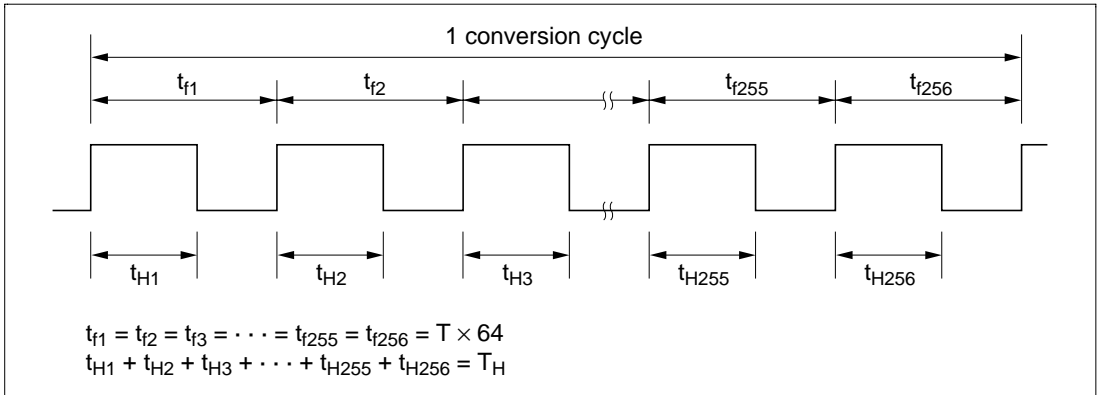 1 conversion cycle
tf1 tf2 tf255 tf256
tH1 tH2 tH3 tH255 tH256
tf1 = tf2 = tf3 = · · · = tf255 = tf256 = T × 64
tH1 + tH2 + tH3 + · · · + tH255 + tH256 = TH